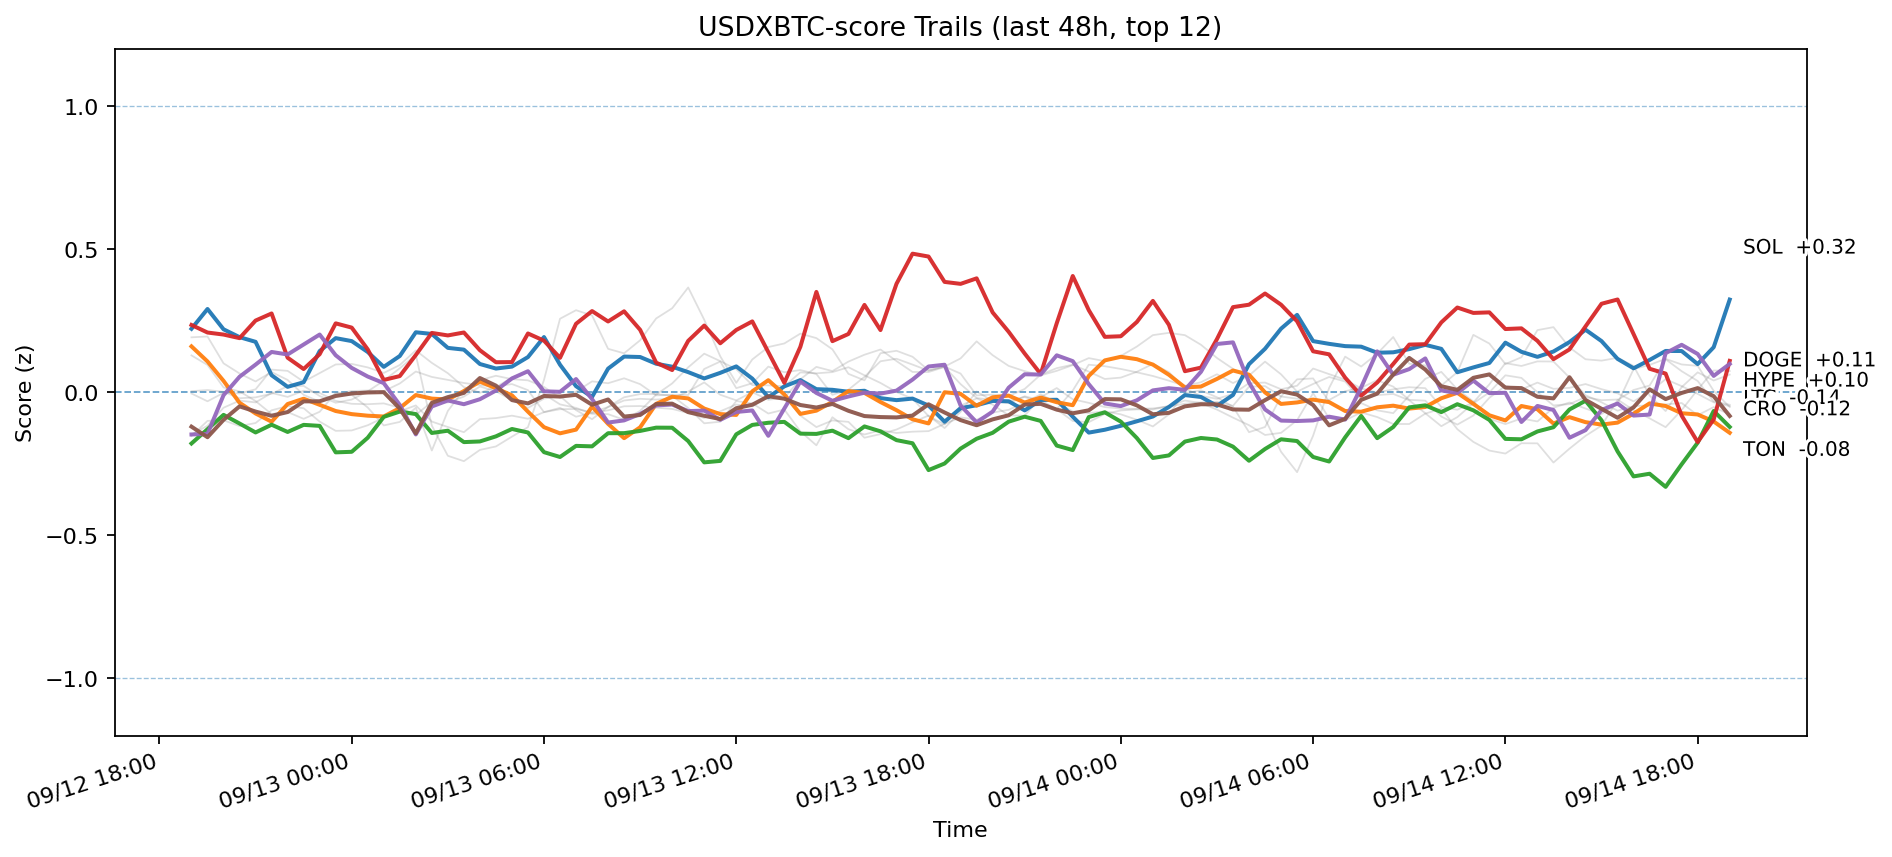 USDXBTC-score Trails (last 48h, top 12)
Score (z)
1.0
0.5
0.0
−0.5
−1.0
SOL +0.32
DOGE +0.11
HYPE +0.10
LTC -0.14
CRO -0.12
TON -0.08
09/12 18:00
09/13 00:00
09/13 06:00
09/13 12:00
09/13 18:00
09/14 00:00
09/14 06:00
09/14 12:00
09/14 18:00
Time